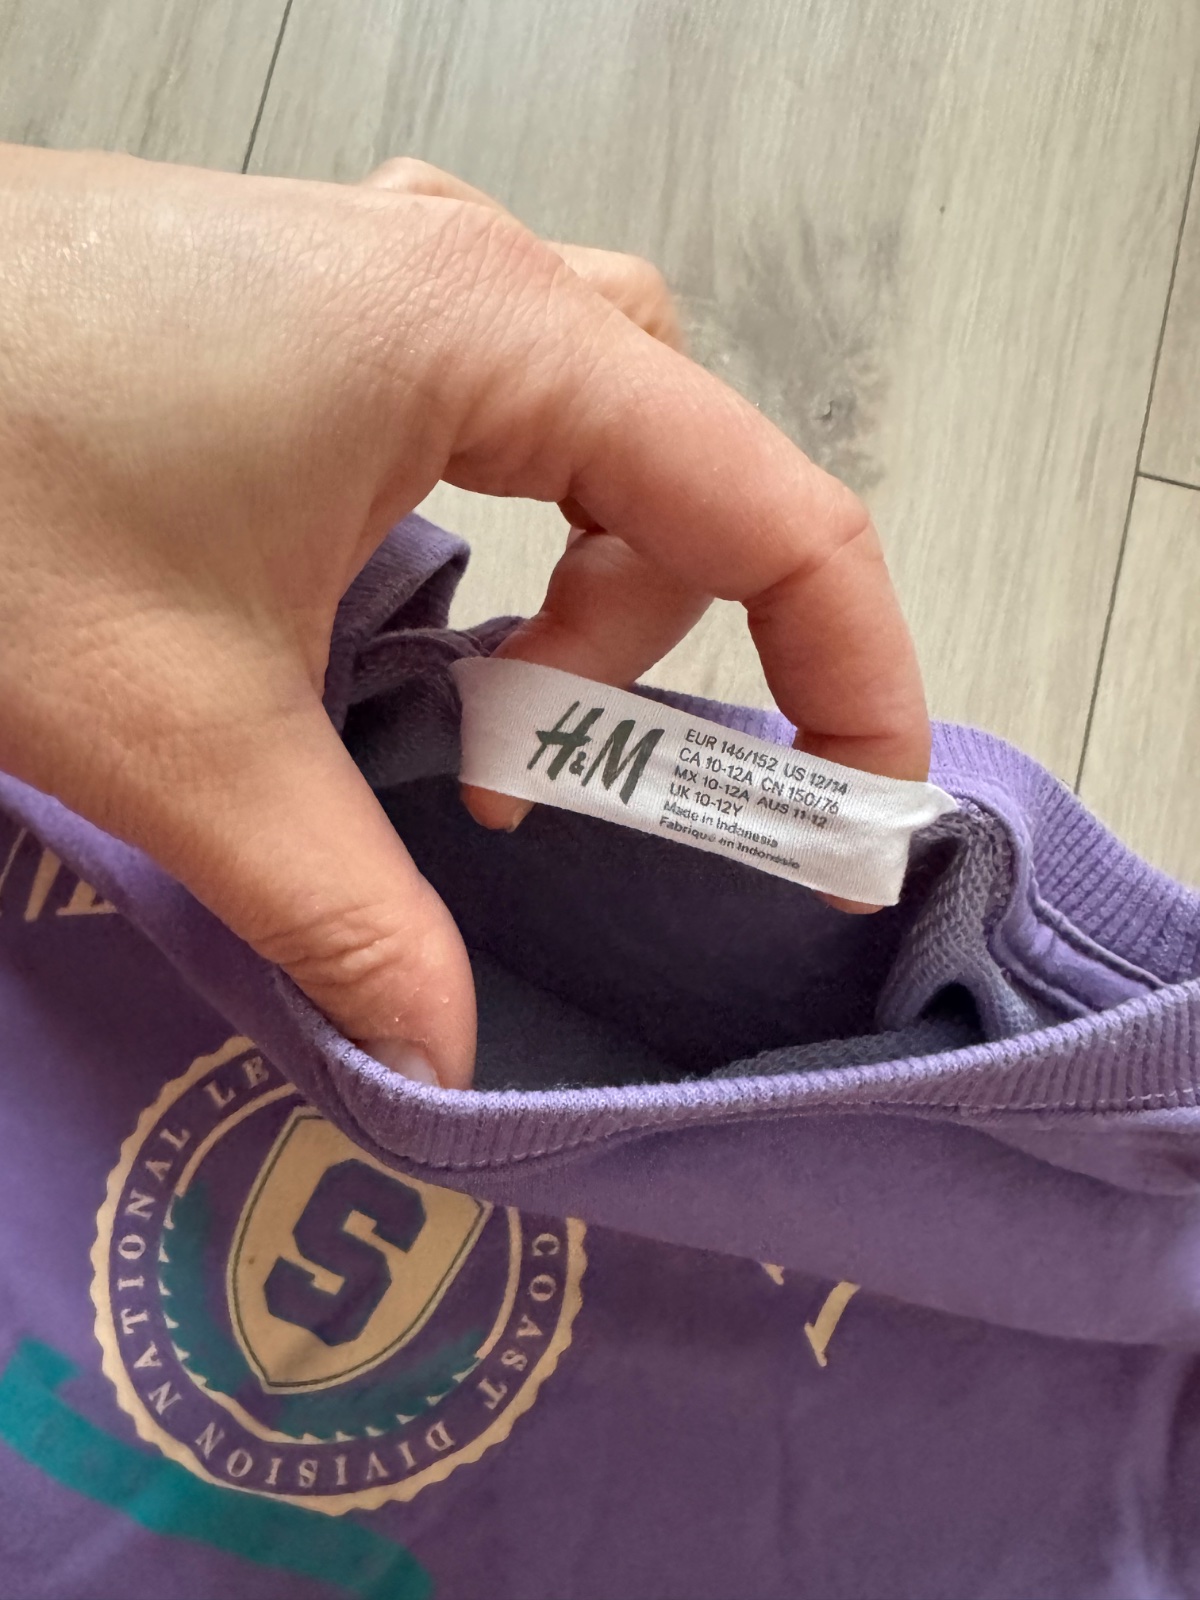 H&M
EUR 146/152 US 12/14
CA 10-12A CN 150/76
MX 10-12A AUS 11-12
UK 10-12Y
Made in Indonesia
Fabriqué en Indonésie
NATIONAL LE
COAST DIVISION
S